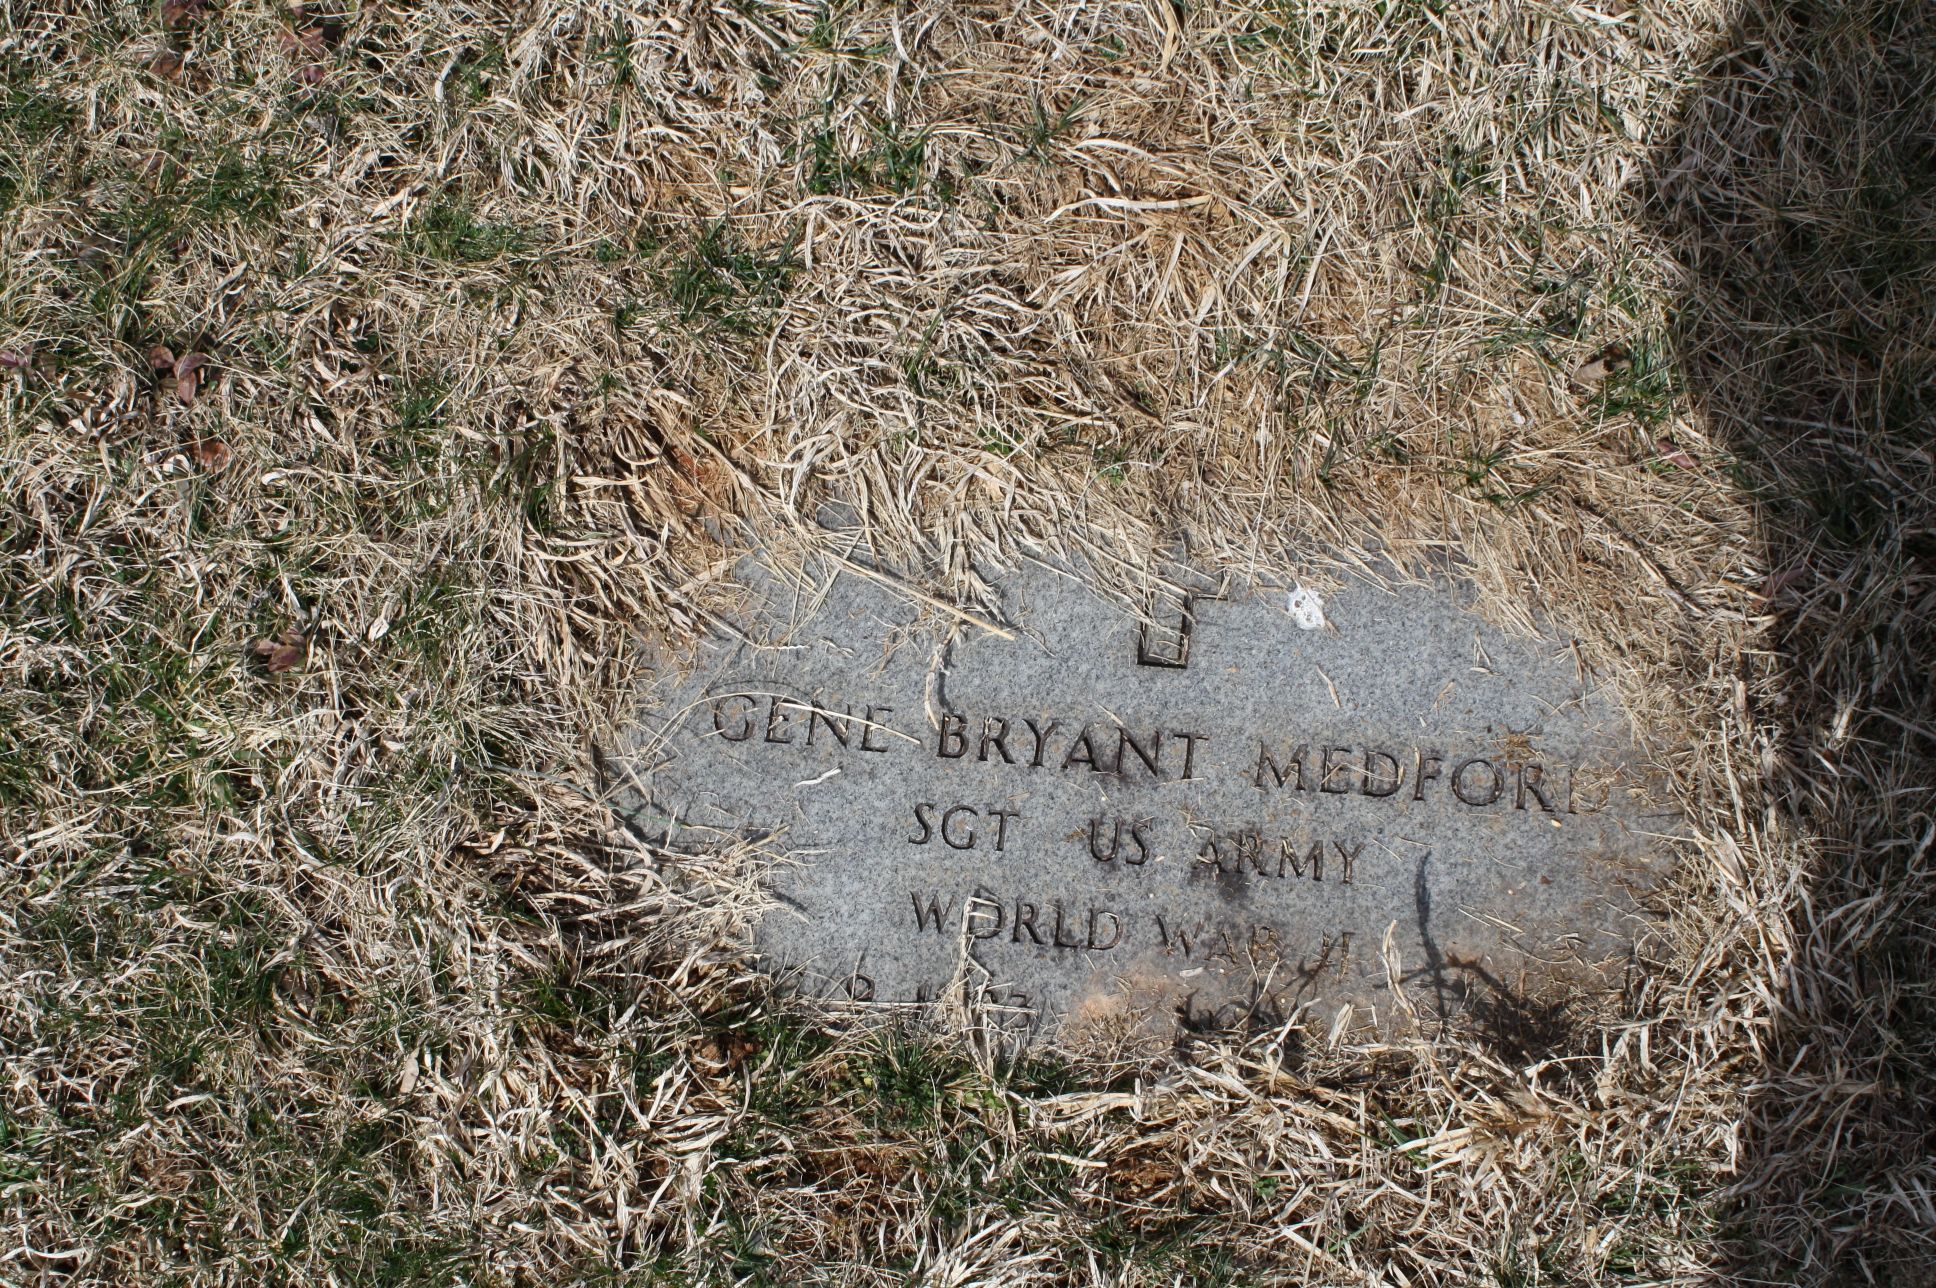 GENE BRYANT MEDFORD
SGT US ARMY
WORLD WAR II